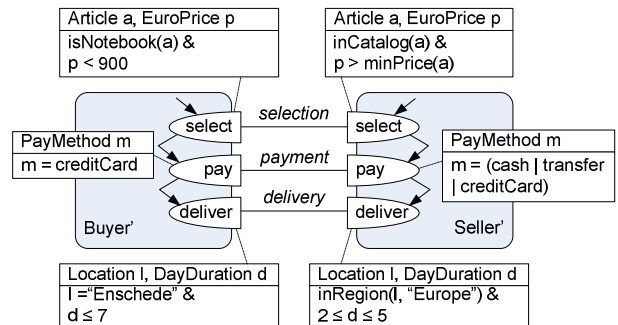 Article a, EuroPrice p
isNotebook(a) &
p < 900
Article a, EuroPrice p
inCatalog(a) &
p > minPrice(a)
select
selection
select
PayMethod m
m = creditCard
pay
payment
pay
PayMethod m
m = (cash | transfer
| creditCard)
deliver
delivery
deliver
Buyer’
Seller’
Location l, DayDuration d
l =“Enschede” &
d ≤ 7
Location l, DayDuration d
inRegion(l, “Europe”) &
2 ≤ d ≤ 5